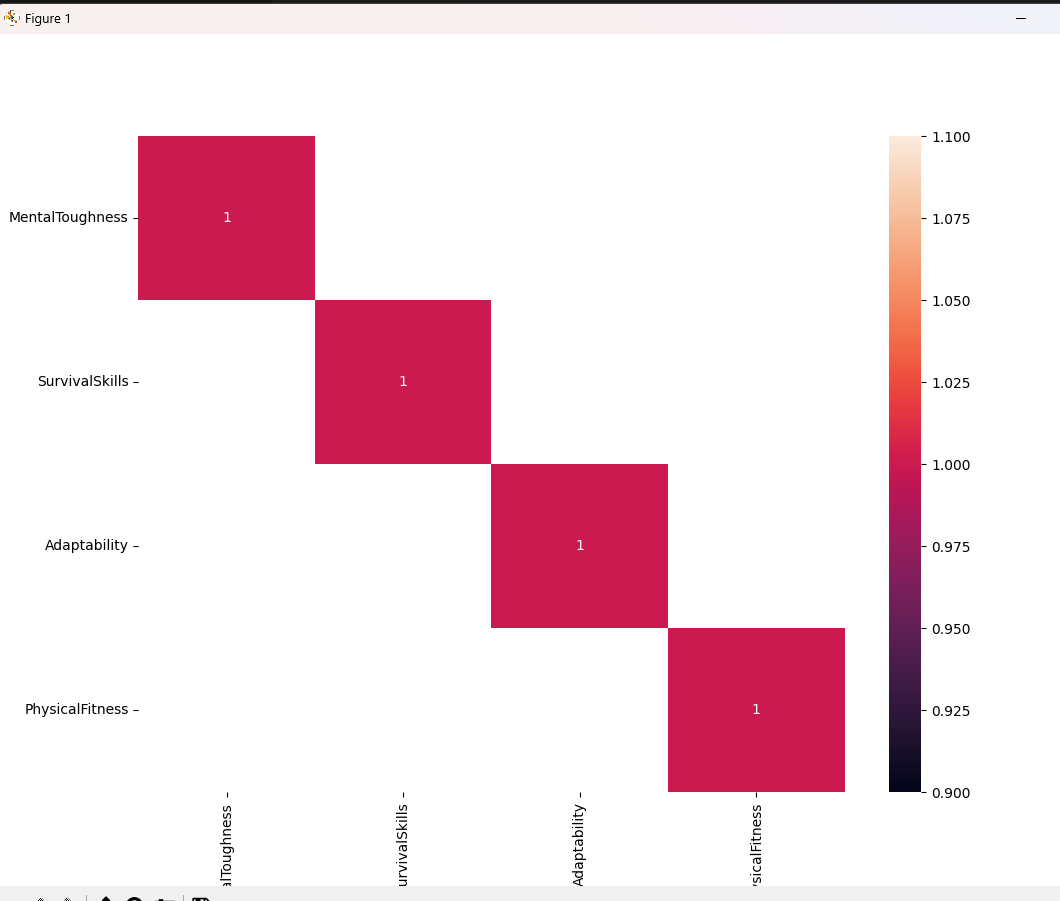 Figure 1
MentalToughness
SurvivalSkills
Adaptability
PhysicalFitness
1
1
1
1
1.100
1.075
1.050
1.025
1.000
0.975
0.950
0.925
0.900
alToughness
urvivalSkills
Adaptability
sicalFitness